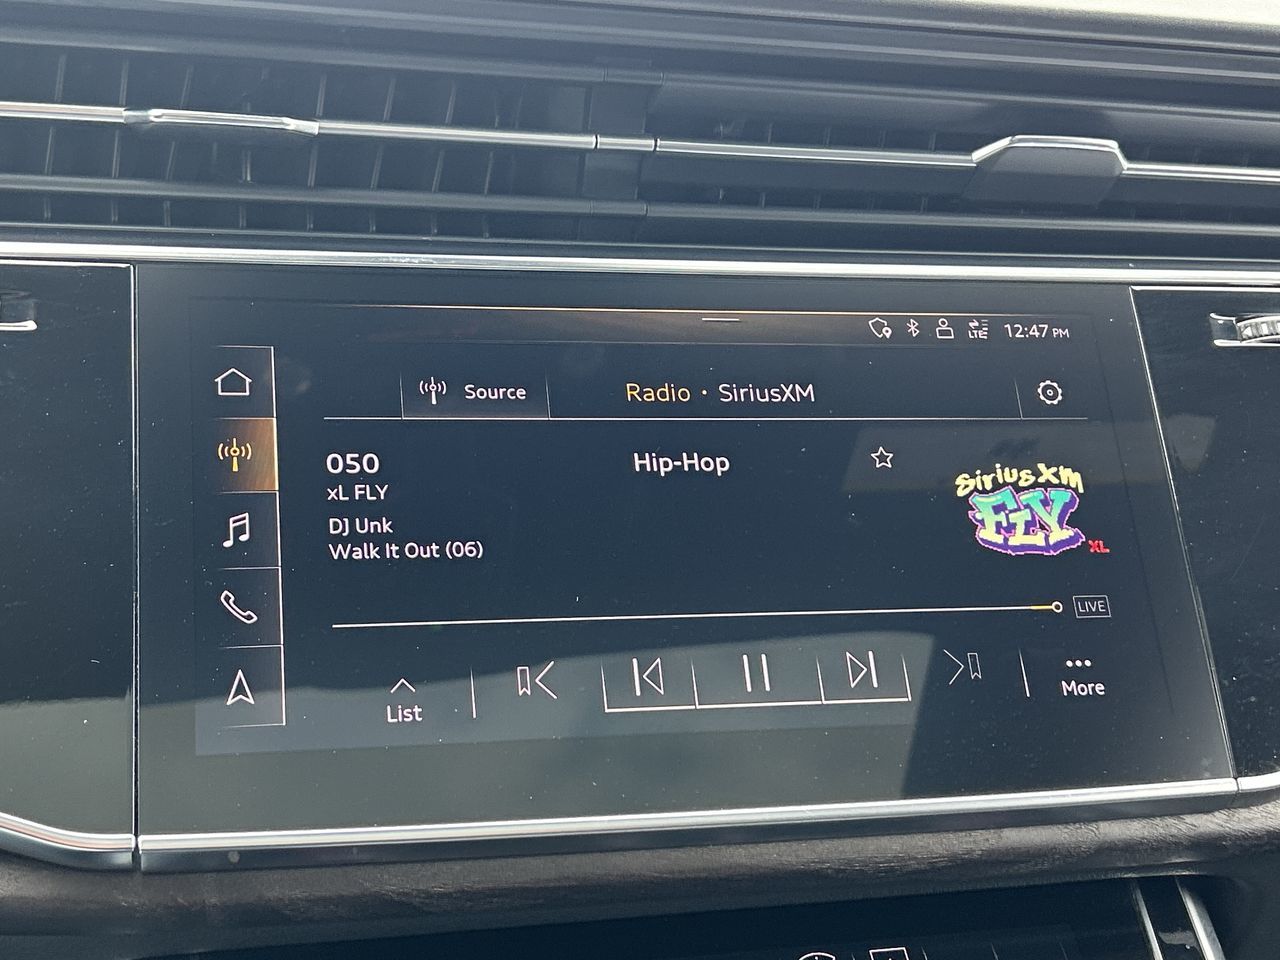 LTE 12:47 PM
Source
Radio • SiriusXM
050
Hip-Hop
xL FLY
DJ Unk
Walk It Out (06)
SiriusXM
FLY
XL
LIVE
List
More